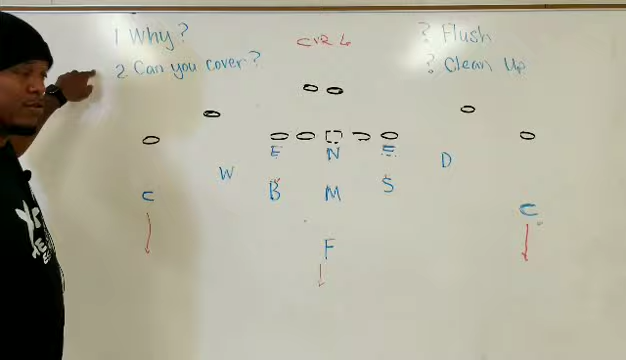 1 Why?
CVR 6
? Flush
2 Can you cover?
? Clean Up
E N E
W D
B M S
C C
F